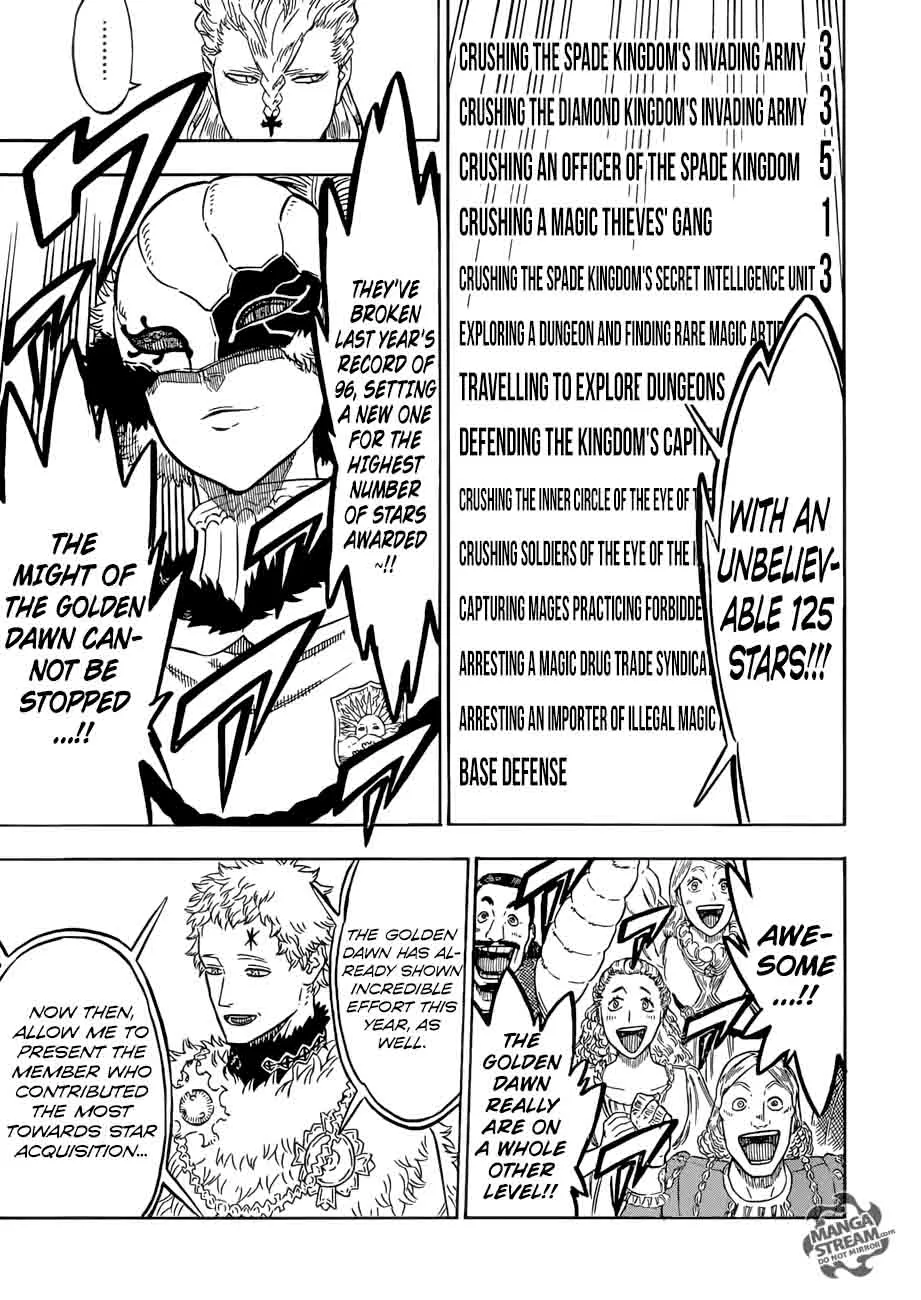 CRUSHING THE SPADE KINGDOM'S INVADING ARMY 3
CRUSHING THE DIAMOND KINGDOM'S INVADING ARMY 3
CRUSHING AN OFFICER OF THE SPADE KINGDOM 5
CRUSHING A MAGIC THIEVES' GANG 1
CRUSHING THE SPADE KINGDOM'S SECRET INTELLIGENCE UNIT 3
EXPLORING A DUNGEON AND FINDING RARE MAGIC
TRAVELLING TO EXPLORE DUNGEONS
DEFENDING THE KINGDOM'S
CRUSHING THE INNER CIRCLE OF THE EYE OF
CRUSHING SOLDIERS OF THE EYE OF THE
CAPTURING MAGES PRACTICING
ARRESTING A MAGIC DRUG TRADE
ARRESTING AN IMPORTER OF ILLEGAL MAGIC
BASE DEFENSE
WITH AN
UNBELIEV-
ABLE 125
STARS!!!
.........
THEY'VE
BROKEN
LAST YEAR'S
RECORD OF
96, SETTING
A NEW ONE
FOR THE
HIGHEST
NUMBER
OF STARS
AWARDED
~!!
THE
MIGHT OF
THE GOLDEN
DAWN CAN-
NOT BE
STOPPED
...!!
AWE-
SOME
...!!
THE
GOLDEN
DAWN
REALLY
ARE ON
A WHOLE
OTHER
LEVEL!!
THE GOLDEN
DAWN HAS AL-
READY SHOWN
INCREDIBLE
EFFORT THIS
YEAR, AS
WELL.
NOW THEN,
ALLOW ME TO
PRESENT THE
MEMBER WHO
CONTRIBUTED
THE MOST
TOWARDS STAR
ACQUISITION...
MANGA
STREAM.com
DO NOT MIRROR!